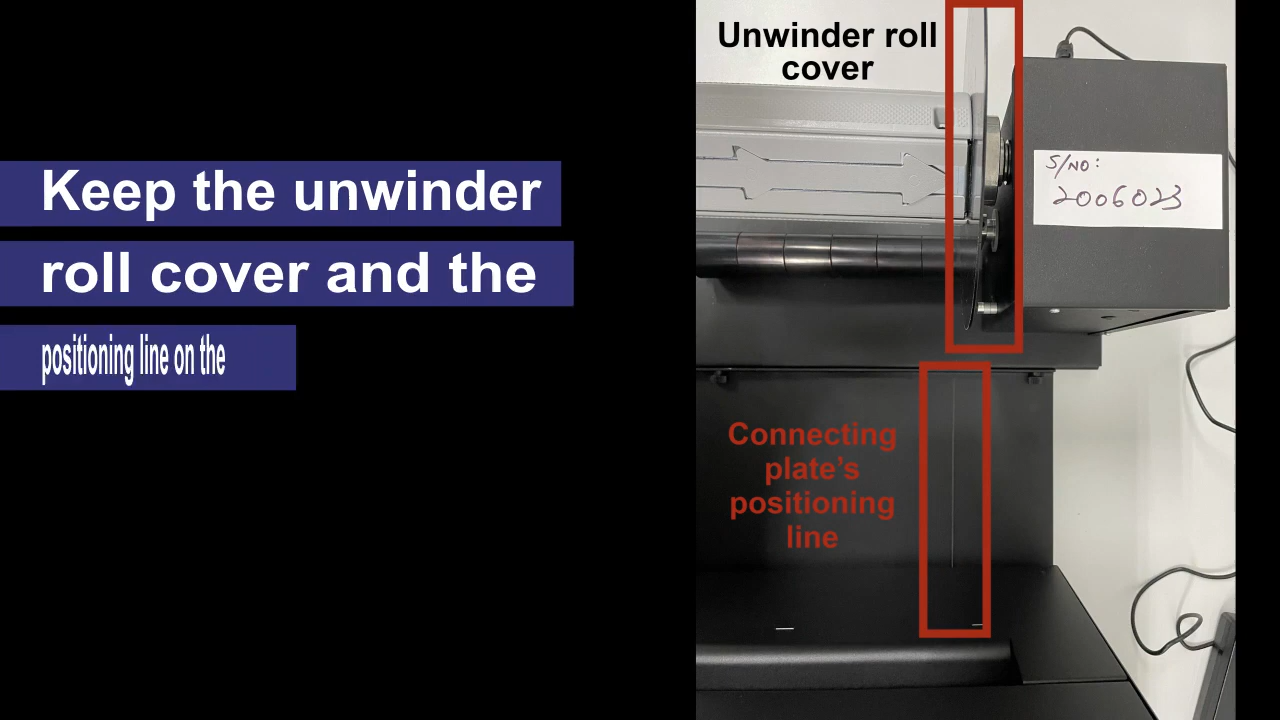 Keep the unwinder
roll cover and the
positioning line on the
Unwinder roll
cover
S/NO:
2006023
Connecting
plate's
positioning
line